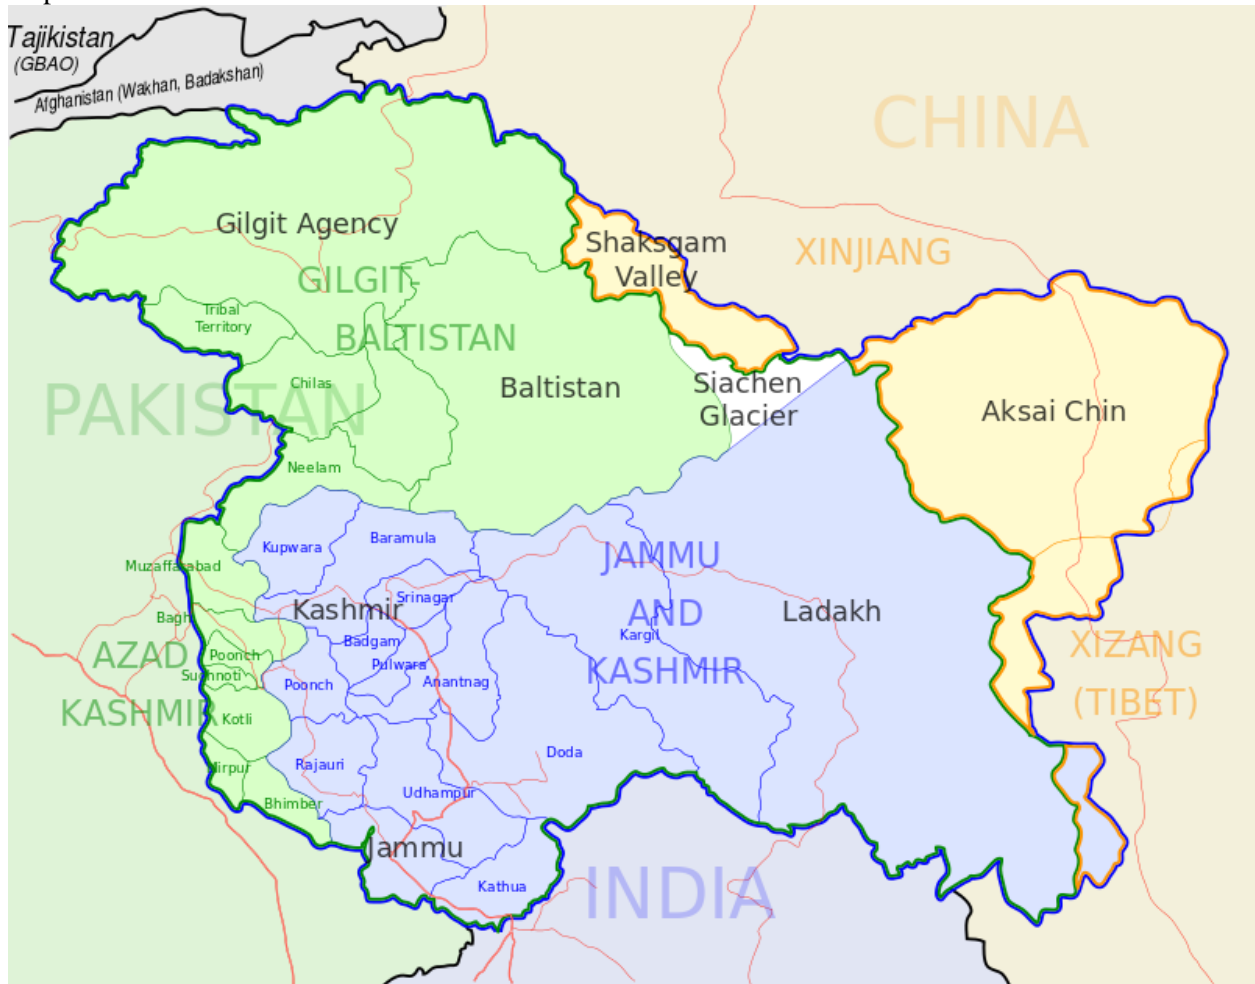 Tajikistan
(GBAO)
Afghanistan (Wakhan, Badakshan)
CHINA
Gilgit Agency
Shaksgam
Valley
XINJIANG
GILGIT
BALTISTAN
Tribal
Territory
PAKISTAN
Chilas
Baltistan
Siachen
Glacier
Aksai Chin
Neelam
Kupwara
Baramula
JAMMU
AND
KASHMIR
Muzaffarabad
Kashmir
Srinagar
Ladakh
Bagh
Badgam
Kargil
AZAD
KASHMIR
Poonch
Pulwara
XIZANG
(TIBET)
Sudhnoti
Poonch
Anantnag
Kotli
Mirpur
Rajauri
Doda
Udhampur
Bhimber
Jammu
Kathua
INDIA